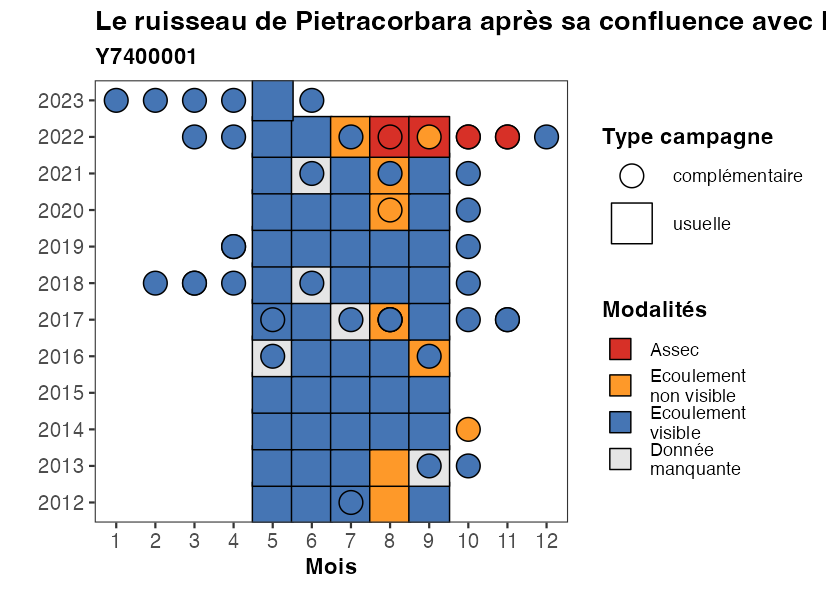 Le ruisseau de Pietracorbara après sa confluence avec
Y7400001
2023
2022
2021
2020
2019
2018
2017
2016
2015
2014
2013
2012
1 2 3 4 5 6 7 8 9 10 11 12
Mois
Type campagne
complémentaire
usuelle
Modalités
Assec
Ecoulement
non visible
Ecoulement
visible
Donnée
manquante